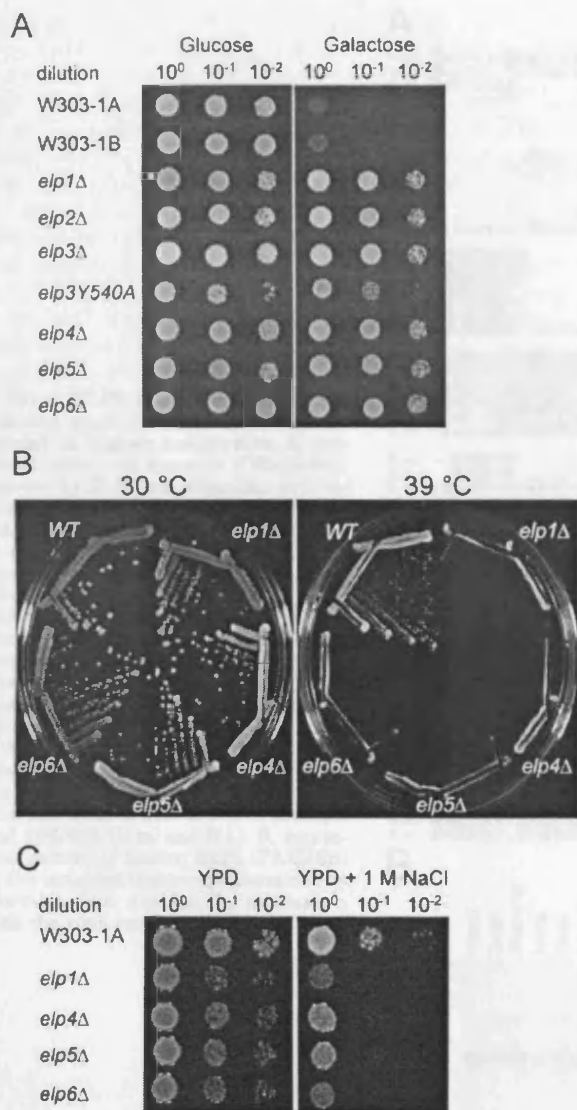 A
Glucose Galactose
dilution 10⁰ 10⁻¹ 10⁻² 10⁰ 10⁻¹ 10⁻²
W303-1A
W303-1B
elp1Δ
elp2Δ
elp3Δ
elp3Y540A
elp4Δ
elp5Δ
elp6Δ
B
30 °C 39 °C
WT elp1Δ WT elp1Δ
elp6Δ elp4Δ elp6Δ elp4Δ
elp5Δ elp5Δ
C
YPD YPD + 1 M NaCl
dilution 10⁰ 10⁻¹ 10⁻² 10⁰ 10⁻¹ 10⁻²
W303-1A
elp1Δ
elp4Δ
elp5Δ
elp6Δ